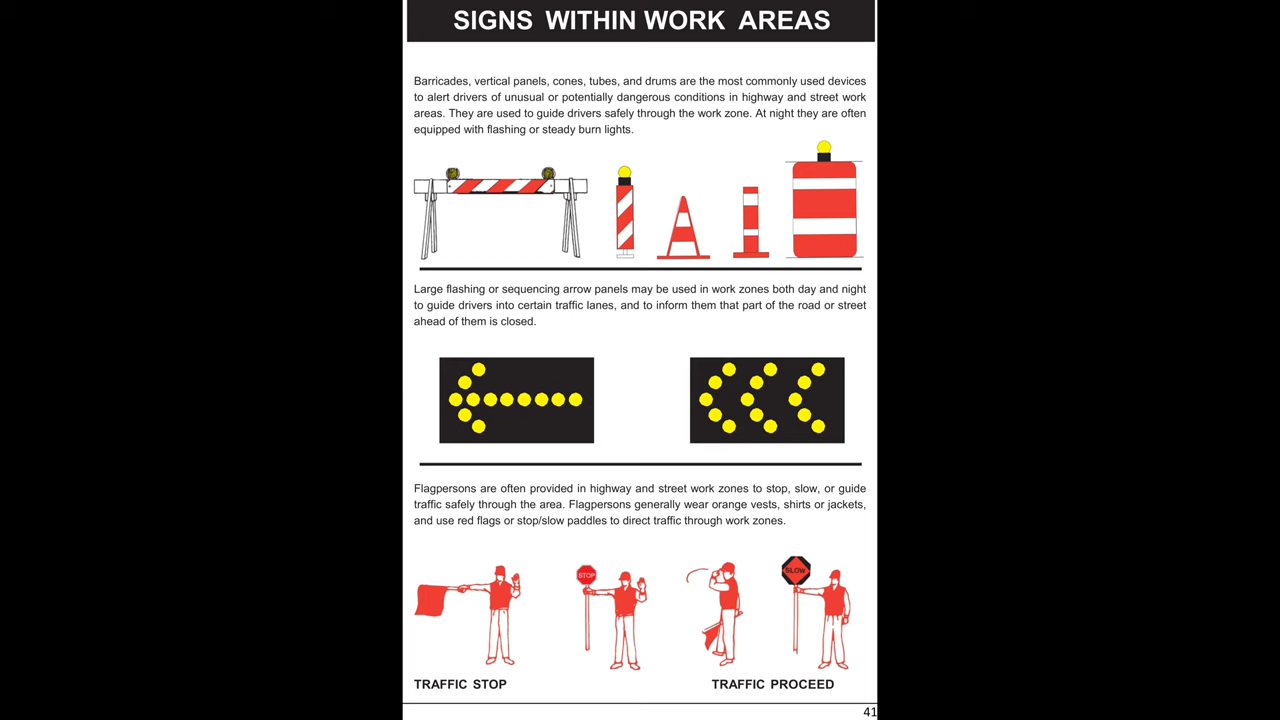 SIGNS WITHIN WORK AREAS
Barricades, vertical panels, cones, tubes, and drums are the most commonly used devices
to alert drivers of unusual or potentially dangerous conditions in highway and street work
areas. They are used to guide drivers safely through the work zone. At night they are often
equipped with flashing or steady burn lights.
Large flashing or sequencing arrow panels may be used in work zones both day and night
to guide drivers into certain traffic lanes, and to inform them that part of the road or street
ahead of them is closed.
Flagpersons are often provided in highway and street work zones to stop, slow, or guide
traffic safely through the area. Flagpersons generally wear orange vests, shirts or jackets,
and use red flags or stop/slow paddles to direct traffic through work zones.
STOP
SLOW
TRAFFIC STOP
TRAFFIC PROCEED
41